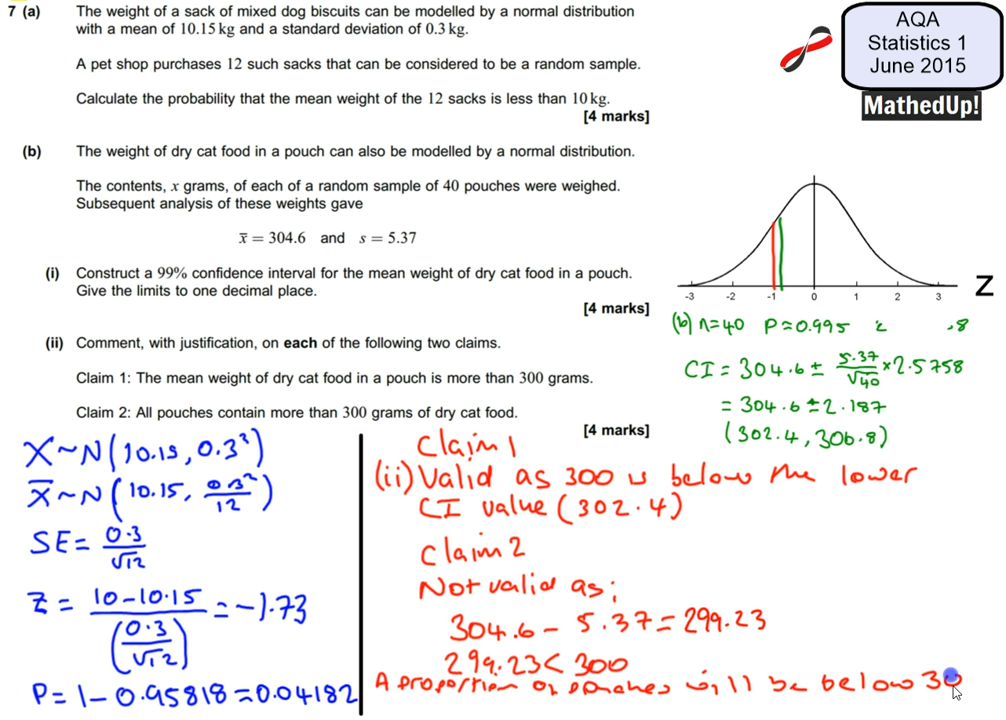 7 (a) The weight of a sack of mixed dog biscuits can be modelled by a normal distribution
with a mean of 10.15 kg and a standard deviation of 0.3 kg.
A pet shop purchases 12 such sacks that can be considered to be a random sample.
Calculate the probability that the mean weight of the 12 sacks is less than 10 kg.
[4 marks]
AQA
Statistics 1
June 2015
MathedUp!
(b) The weight of dry cat food in a pouch can also be modelled by a normal distribution.
The contents, x grams, of each of a random sample of 40 pouches were weighed.
Subsequent analysis of these weights gave
x̄ = 304.6 and s = 5.37
(i) Construct a 99% confidence interval for the mean weight of dry cat food in a pouch.
Give the limits to one decimal place.
[4 marks]
(ii) Comment, with justification, on each of the following two claims.
Claim 1: The mean weight of dry cat food in a pouch is more than 300 grams.
Claim 2: All pouches contain more than 300 grams of dry cat food.
[4 marks]
-3 -2 -1 0 1 2 3 Z
(b) n=40 P=0.995 .8
CI = 304.6 ± 5.37/√40 × 2.5758
= 304.6 ± 2.187
(302.4, 306.8)
X~N(10.15, 0.3²)
X̄~N(10.15, 0.3²/12)
SE = 0.3/√12
Z = (10-10.15)/(0.3/√12) = -1.73
P = 1-0.95818 = 0.04182
Claim 1
(ii) Valid as 300 is below the lower
CI value (302.4)
Claim 2
Not valid as;
304.6 - 5.37 = 299.23
299.23 < 300
A proportion of pouches will be below 30